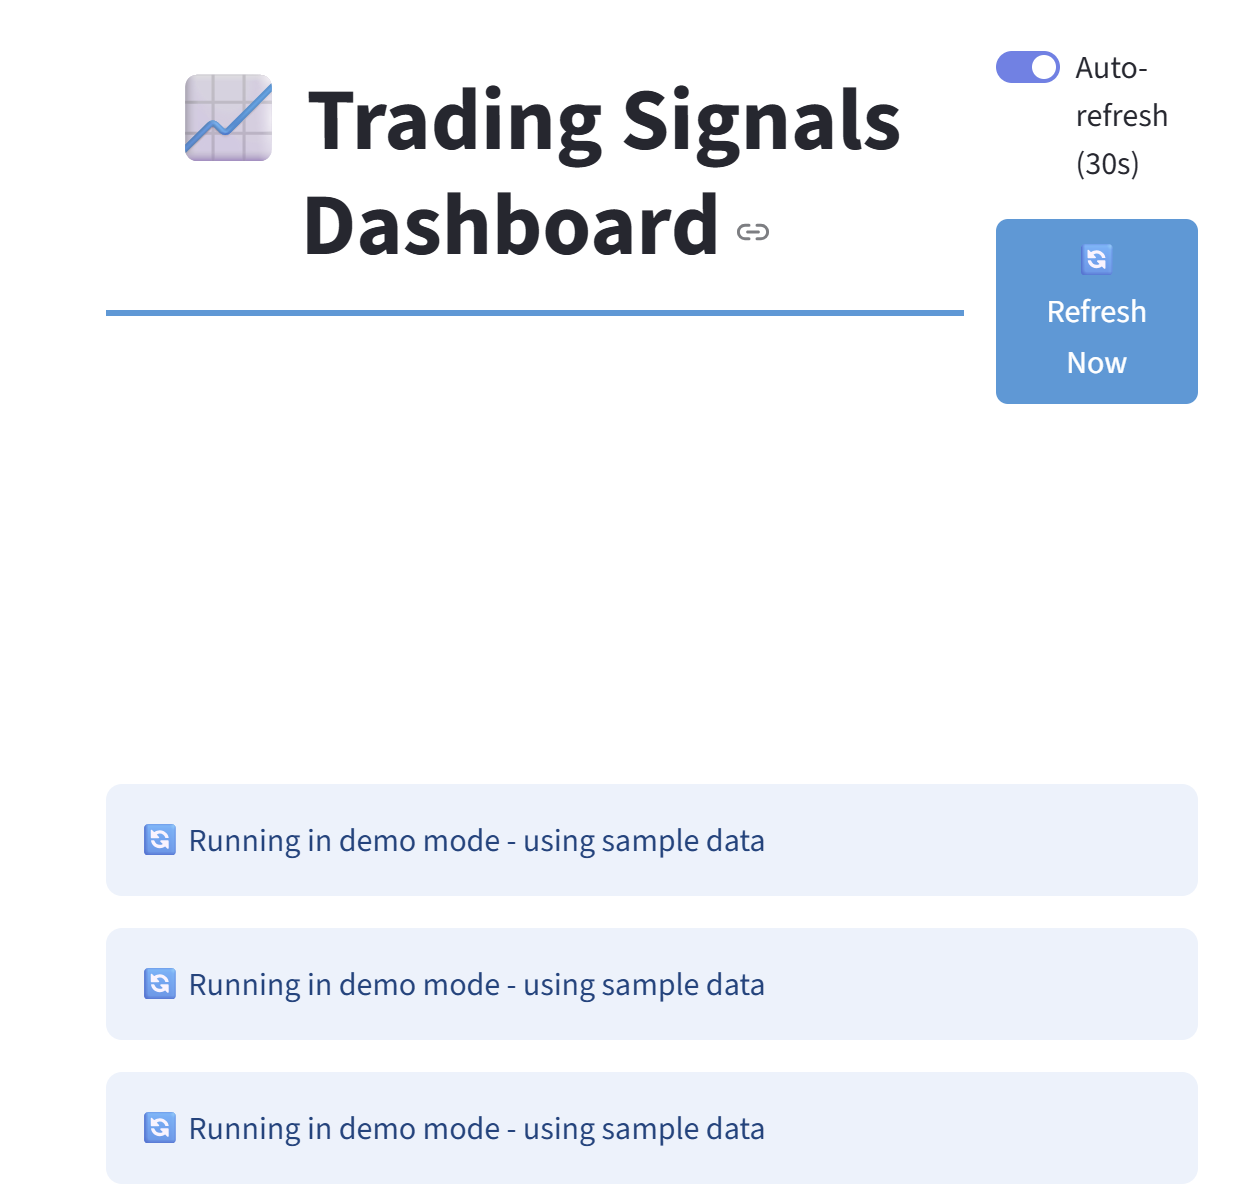 Trading Signals
Dashboard
Auto-
refresh
(30s)
Refresh
Now
Running in demo mode - using sample data
Running in demo mode - using sample data
Running in demo mode - using sample data